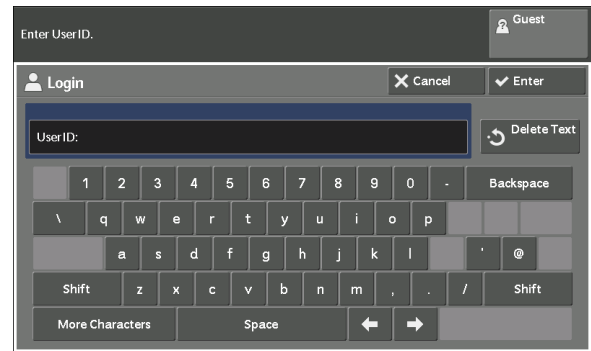 Enter UserID.
Guest
Login
Cancel
Enter
UserID:
Delete Text
1 2 3 4 5 6 7 8 9 0 - Backspace
\ q w e r t y u i o p
a s d f g h j k l ' @
Shift z x c v b n m , . / Shift
More Characters Space ← →